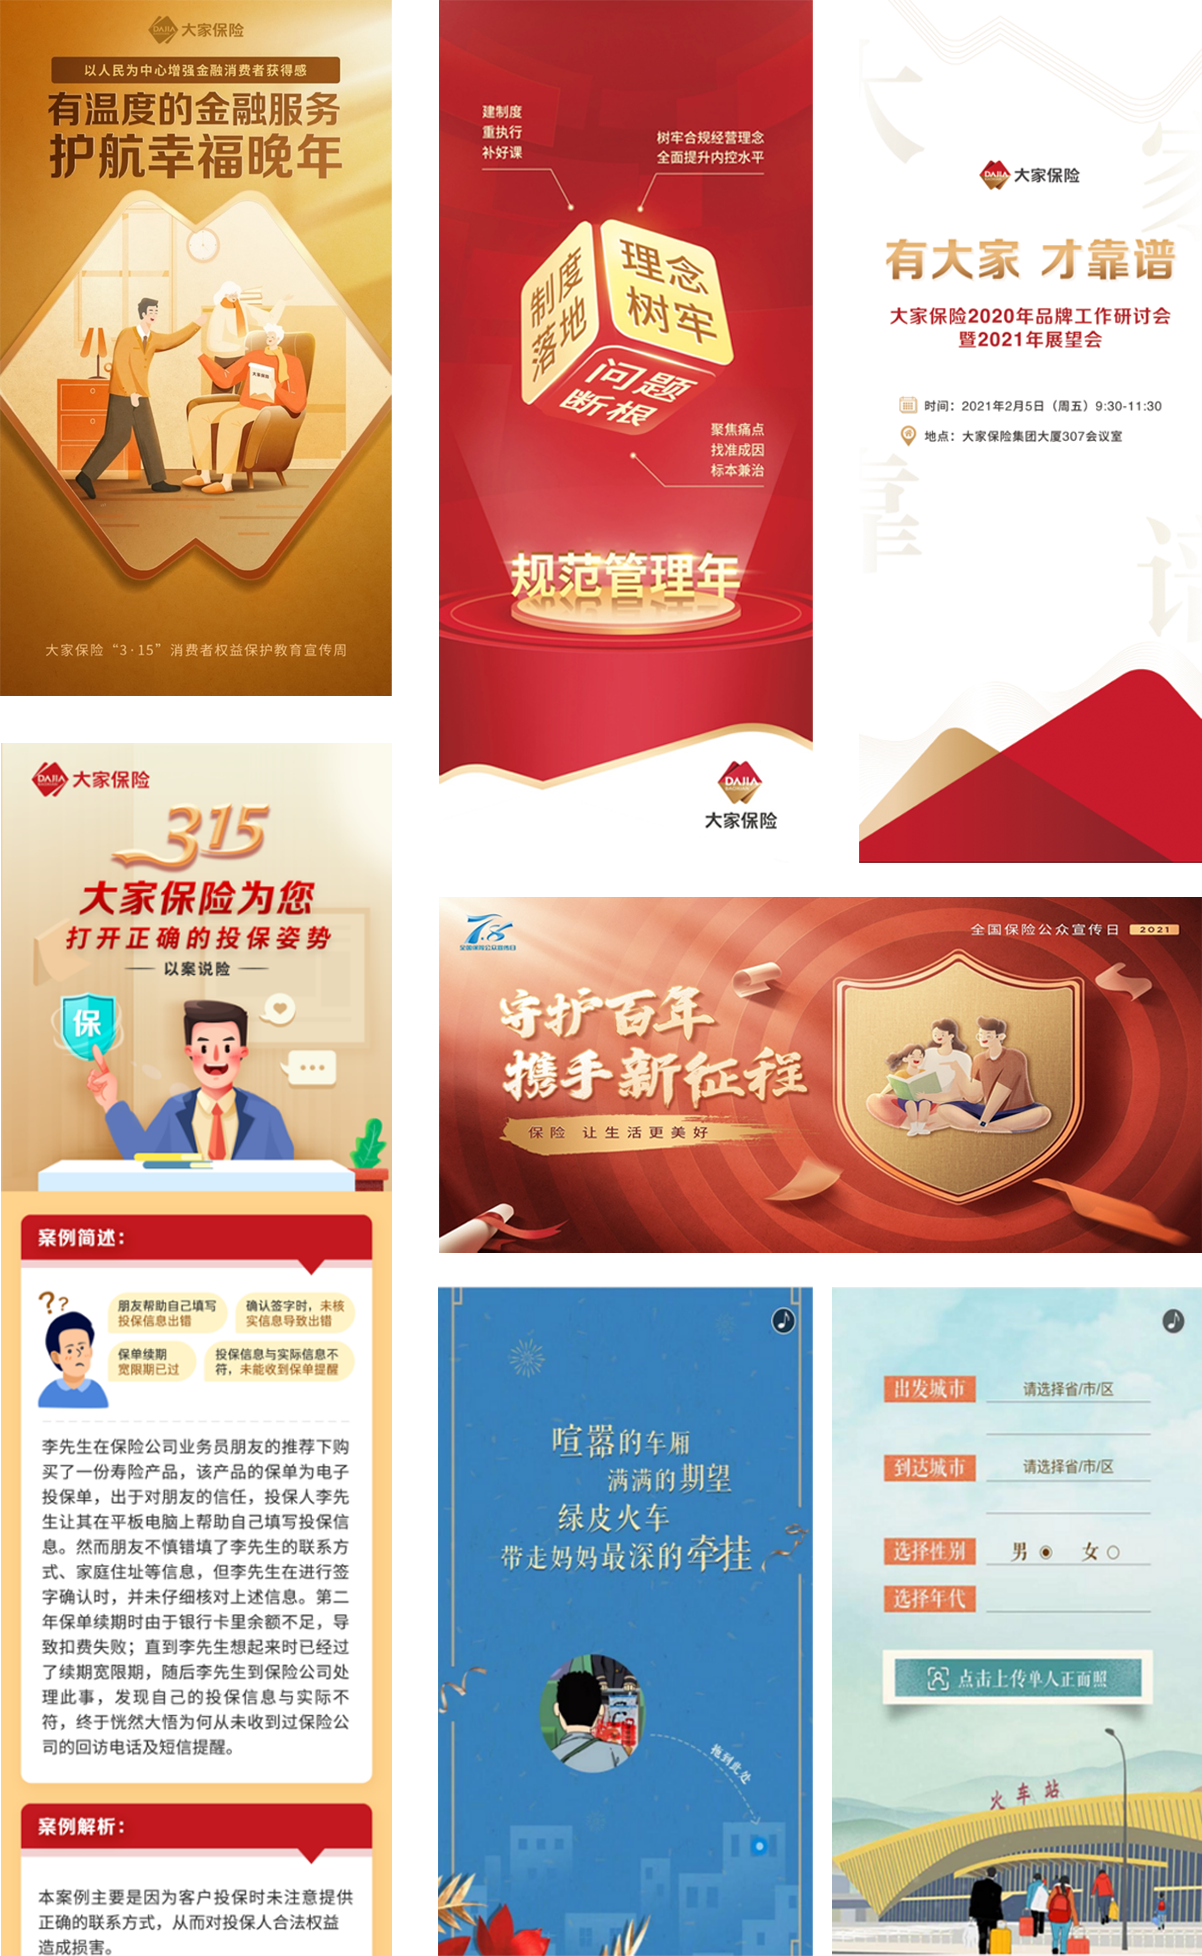 DAJIA 大家保险
以人民为中心增强金融消费者获得感
有温度的金融服务
护航幸福晚年
大家保险“3·15”消费者权益保护教育宣传周
建制度
重执行
补好课
树牢合规经营理念
全面提升内控水平
制度
落地
理念
树牢
问题
断根
聚焦痛点
找准成因
标本兼治
规范管理年
DAJIA
大家保险
大家靠谱
DAJIA 大家保险
有大家 才靠谱
大家保险2020年品牌工作研讨会
暨2021年展望会
时间：2021年2月5日（周五）9:30-11:30
地点：大家保险集团大厦307会议室
DAJIA 大家保险
315
大家保险为您
打开正确的投保姿势
以案说险
保
案例简述：
??
朋友帮助自己填写
投保信息出错
确认签字时，未核
实信息导致出错
保单续期
宽限期已过
投保信息与实际信息不
符，未能收到保单提醒
李先生在保险公司业务员朋友的推荐下购
买了一份寿险产品，该产品的保单为电子
投保单，出于对朋友的信任，投保人李先
生让其在平板电脑上帮助自己填写投保信
息。然而朋友不慎错填了李先生的联系方
式、家庭住址等信息，但李先生在进行签
字确认时，并未仔细核对上述信息。第二
年保单续期时由于银行卡里余额不足，导
致扣费失败；直到李先生想起来时已经过
了续期宽限期，随后李先生到保险公司处
理此事，发现自己的投保信息与实际不
符，终于恍然大悟为何从未收到过保险公
司的回访电话及短信提醒。
案例解析：
本案例主要是因为客户投保时未注意提供
正确的联系方式，从而对投保人合法权益
造成损害。
7.8
全国保险公众宣传日
全国保险公众宣传日 2021
守护百年
携手新征程
保险 让生活更美好
喧嚣的车厢
满满的期望
绿皮火车
带走妈妈最深的牵挂
拖到此处
出发城市 请选择省/市/区
到达城市 请选择省/市/区
选择性别 男 女
选择年代
点击上传单人正面照
火车站